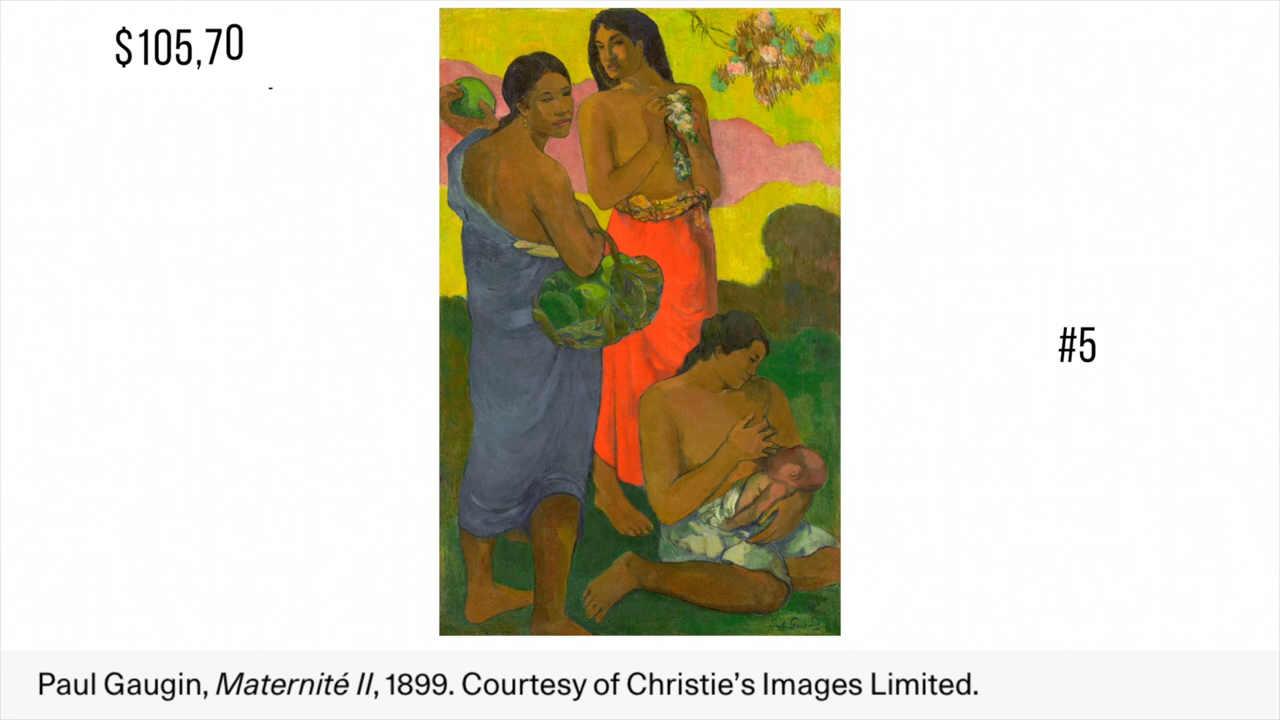 $105,70
#5
Paul Gaugin, Maternité II, 1899. Courtesy of Christie's Images Limited.